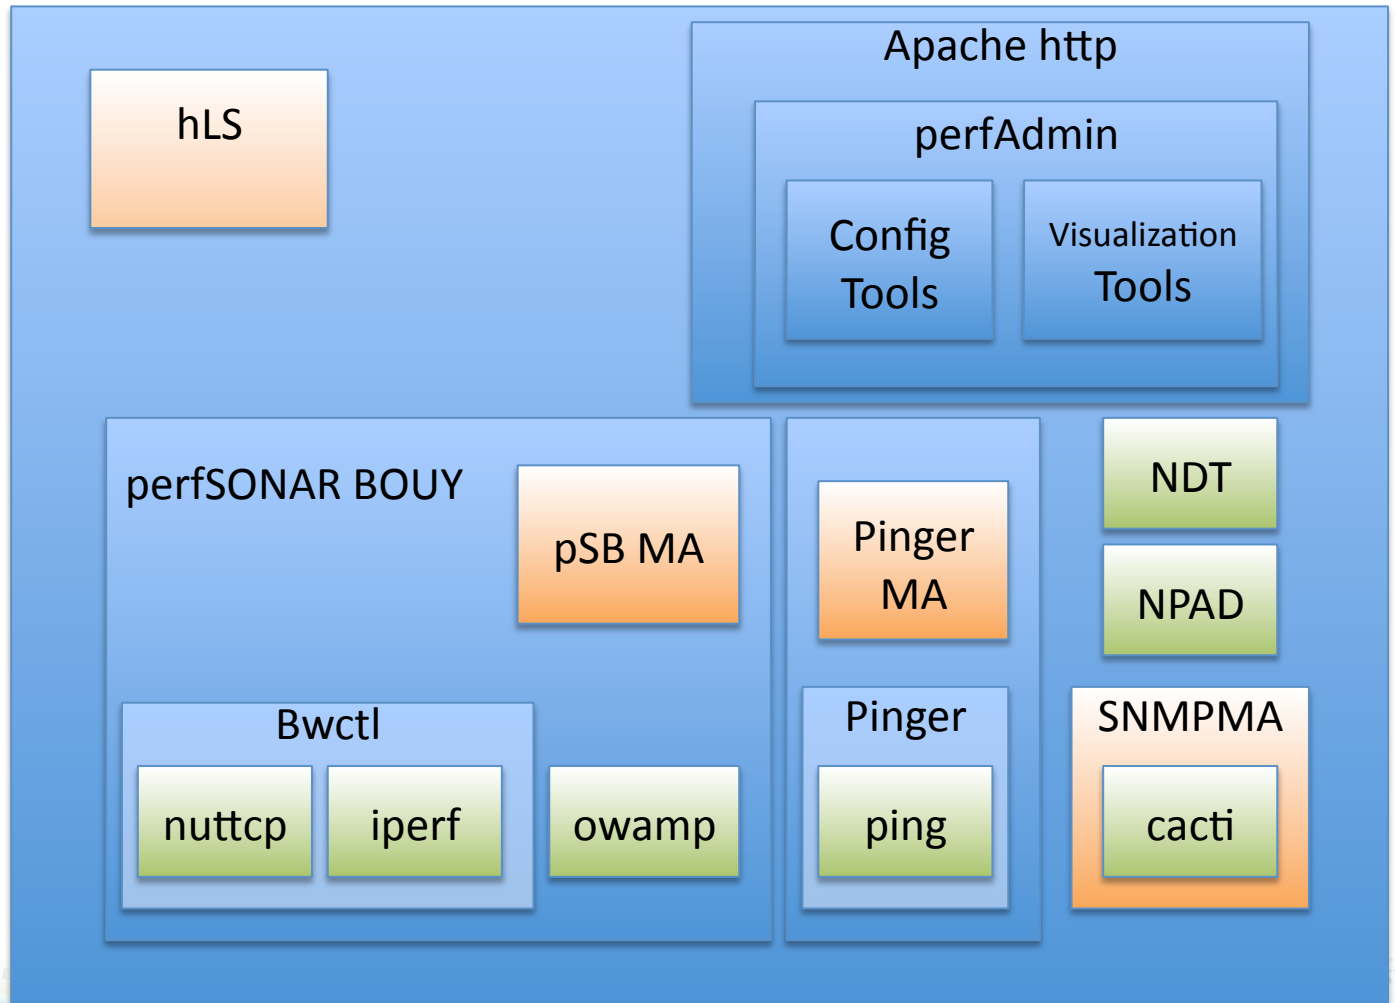 Apache http
hLS
perfAdmin
Config
Tools
Visualization
Tools
perfSONAR BOUY
pSB MA
Pinger
MA
NDT
NPAD
Bwctl
nuttcp
iperf
owamp
Pinger
ping
SNMPMA
cacti